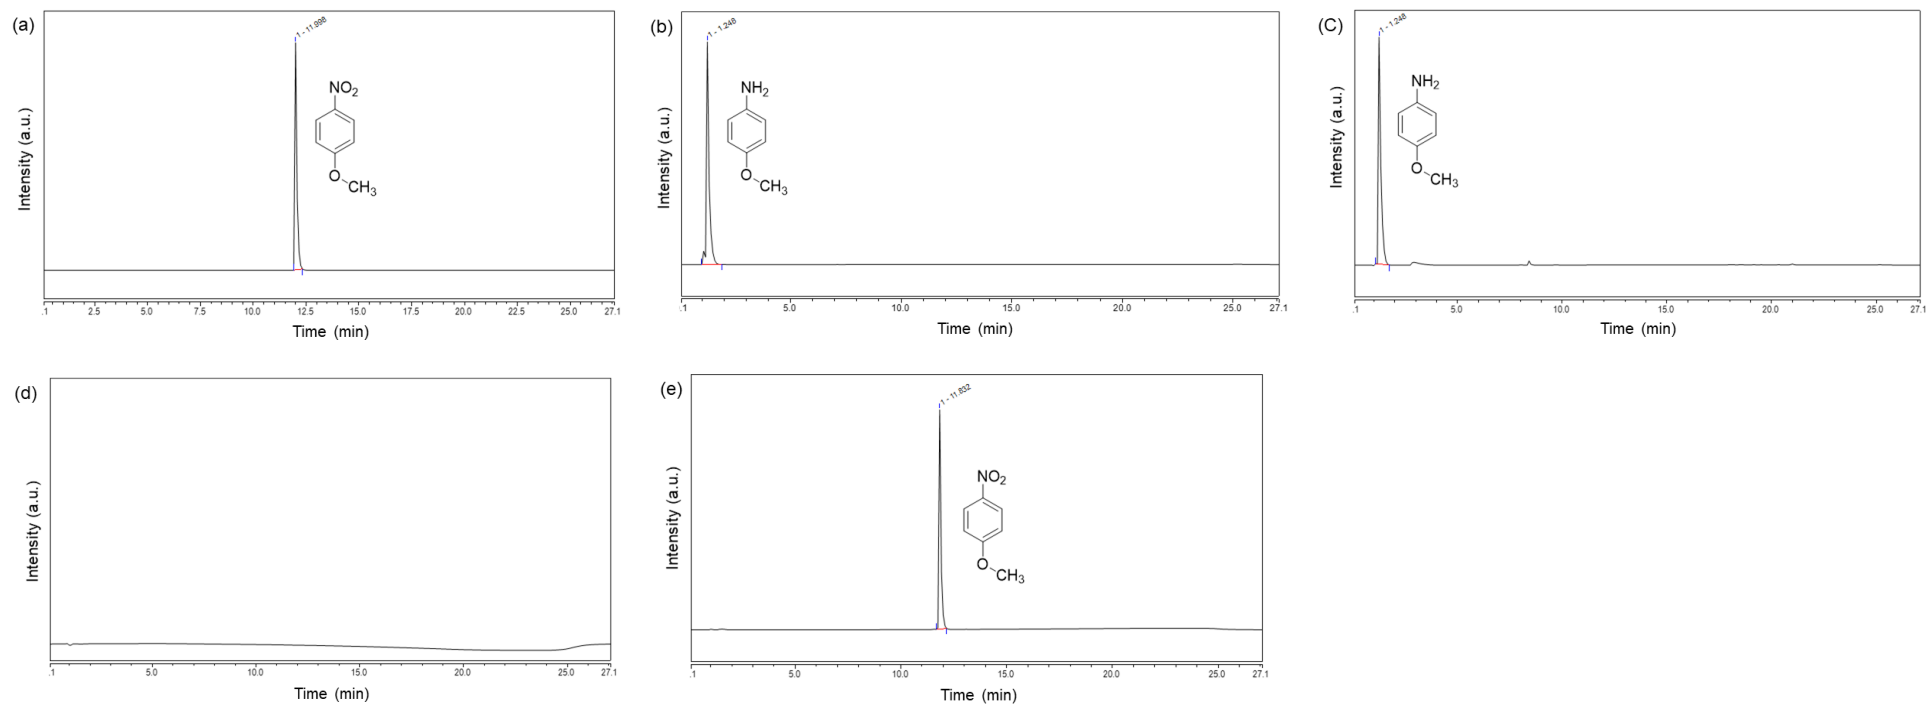 (a)
1 - 11.998
NO2
O
CH3
Intensity (a.u.)
.1 2.5 5.0 7.5 10.0 12.5 15.0 17.5 20.0 22.5 25.0 27.1
Time (min)
(b)
1 - 1.248
NH2
O
CH3
Intensity (a.u.)
.1 5.0 10.0 15.0 20.0 25.0 27.1
Time (min)
(C)
1 - 1.248
NH2
O
CH3
Intensity (a.u.)
.1 5.0 10.0 15.0 20.0 25.0 27.1
Time (min)
(d)
Intensity (a.u.)
.1 5.0 10.0 15.0 20.0 25.0 27.1
Time (min)
(e)
1 - 11.832
NO2
O
CH3
Intensity (a.u.)
.1 5.0 10.0 15.0 20.0 25.0 27.1
Time (min)